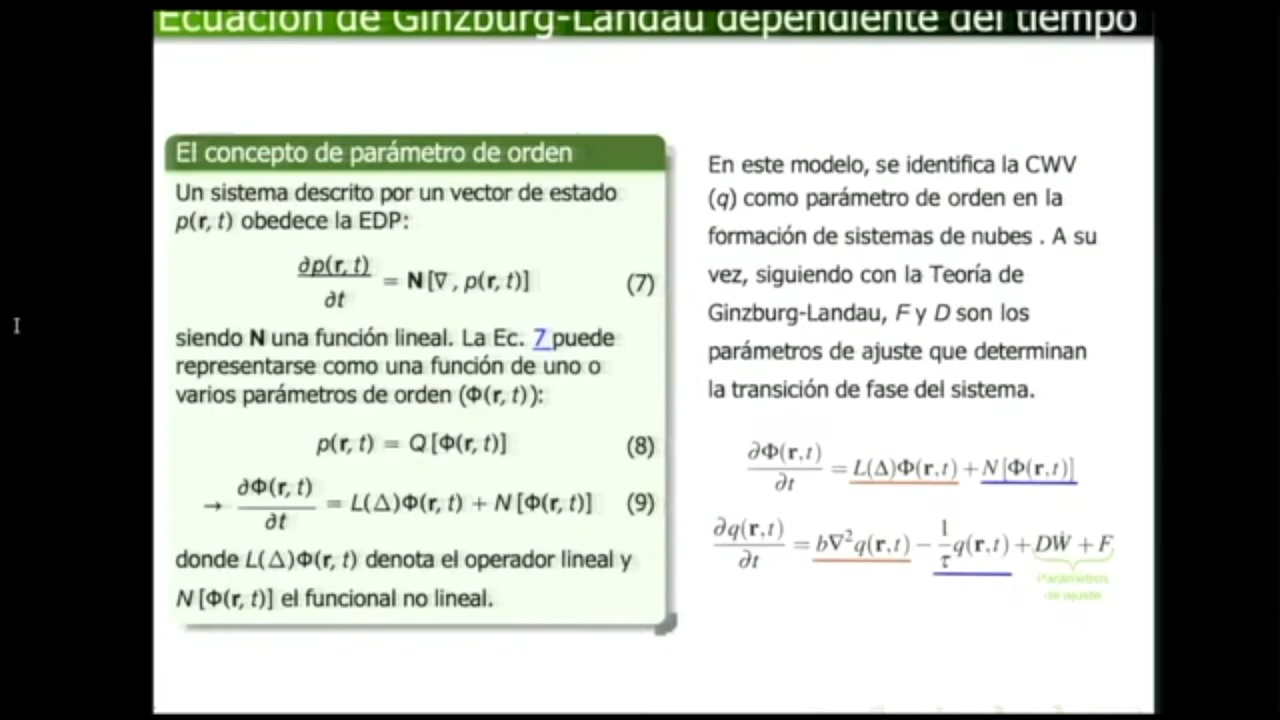 Ecuación de Ginzburg-Landau dependiente del tiempo
El concepto de parámetro de orden
Un sistema descrito por un vector de estado
p(r, t) obedece la EDP:
∂p(r, t)/∂t = N[∇, p(r, t)] (7)
siendo N una función lineal. La Ec. 7 puede
representarse como una función de uno o
varios parámetros de orden (Φ(r, t)):
p(r, t) = Q[Φ(r, t)] (8)
→ ∂Φ(r, t)/∂t = L(Δ)Φ(r, t) + N[Φ(r, t)] (9)
donde L(Δ)Φ(r, t) denota el operador lineal y
N[Φ(r, t)] el funcional no lineal.
En este modelo, se identifica la CWV
(q) como parámetro de orden en la
formación de sistemas de nubes . A su
vez, siguiendo con la Teoría de
Ginzburg-Landau, F y D son los
parámetros de ajuste que determinan
la transición de fase del sistema.
∂Φ(r,t)/∂t = L(Δ)Φ(r,t) + N[Φ(r,t)]
∂q(r,t)/∂t = b∇²q(r,t) − 1/τ q(r,t) + DẆ + F
Parámetros
de ajuste